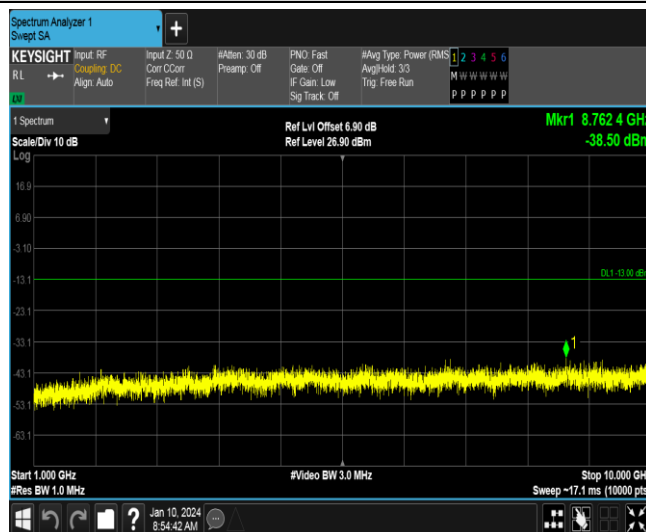 Spectrum Analyzer 1
Swept SA
+
KEYSIGHT
RL
LXI
Input: RF
Coupling: DC
Align: Auto
Input Z: 50 Ω
Corr CCorr
Freq Ref: Int (S)
#Atten: 30 dB
Preamp: Off
PNO: Fast
Gate: Off
IF Gain: Low
Sig Track: Off
#Avg Type: Power (RMS
Avg|Hold: 3/3
Trig: Free Run
1 2 3 4 5 6
M W W W W W
P P P P P P
1 Spectrum
Scale/Div 10 dB
Log
Ref Lvl Offset 6.90 dB
Ref Level 26.90 dBm
Mkr1 8.762 4 GHz
-38.50 dBm
16.9
6.90
-3.10
-13.1
-23.1
-33.1
-43.1
-53.1
-63.1
DL1 -13.00 dBm
1
Start 1.000 GHz
#Res BW 1.0 MHz
#Video BW 3.0 MHz
Stop 10.000 GHz
Sweep ~17.1 ms (10000 pts
?
Jan 10, 2024
8:54:42 AM